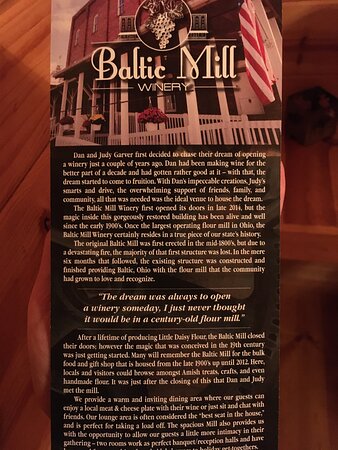 Baltic Mill
WINERY
Dan and Judy Garver first decided to chase their dream of opening
a winery just a couple of years ago. Dan had been making wine for the
better part of a decade and had gotten rather good at it – with that, the
dream started to come to fruition. With Dan's impeccable creations, Judy's
smarts and drive, the overwhelming support of friends, family, and
community, all that was needed was the ideal venue to house the dream.
The Baltic Mill Winery first opened its doors in late 2014, but the
magic inside this gorgeously restored building has been alive and well
since the early 1900's. Once the largest operating flour mill in Ohio, the
Baltic Mill Winery certainly resides in a true piece of our state's history.
The original Baltic Mill was first erected in the mid-1800's, but due to
a devastating fire, the majority of that first structure was lost. In the mere
six months that followed, the existing structure was constructed and
finished providing Baltic, Ohio with the flour mill that the community
had grown to love and recognize.
"The dream was always to open
a winery someday, I just never thought
it would be in a century-old flour mill."
After a lifetime of producing Little Daisy Flour, the Baltic Mill closed
their doors; however the magic that was conceived in the 19th century
was just getting started. Many will remember the Baltic Mill for the bulk
food and gift shop that is housed from the late 1900's up until 2012. Here,
locals and visitors could browse amongst Amish treats, crafts, and even
handmade flour. It was just after the closing of this that Dan and Judy
met the mill.
We provide a warm and inviting dining area where our guests can
enjoy a local meat & cheese plate with their wine or just sit and chat with
friends. Our lounge area is often considered the "best seat in the house,"
and is perfect for taking a load off. The spacious Mill also provides us
with the opportunity to allow our guests a little more intimacy in their
gathering – two rooms work as perfect banquet/reception halls and have